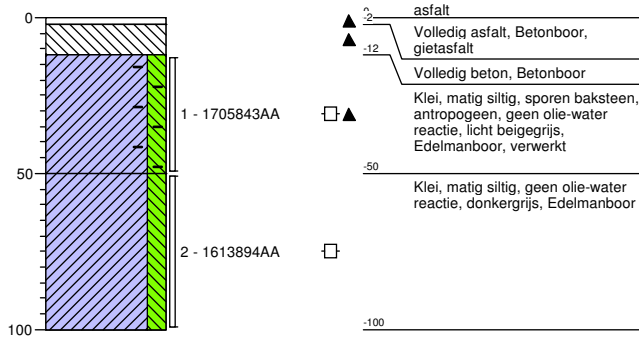 0
50
100
1 - 1705843AA
2 - 1613894AA
0
asfalt
-2
Volledig asfalt, Betonboor,
gietasfalt
-12
Volledig beton, Betonboor
Klei, matig siltig, sporen baksteen,
antropogeen, geen olie-water
reactie, licht beigegrijs,
Edelmanboor, verwerkt
-50
Klei, matig siltig, geen olie-water
reactie, donkergrijs, Edelmanboor
-100